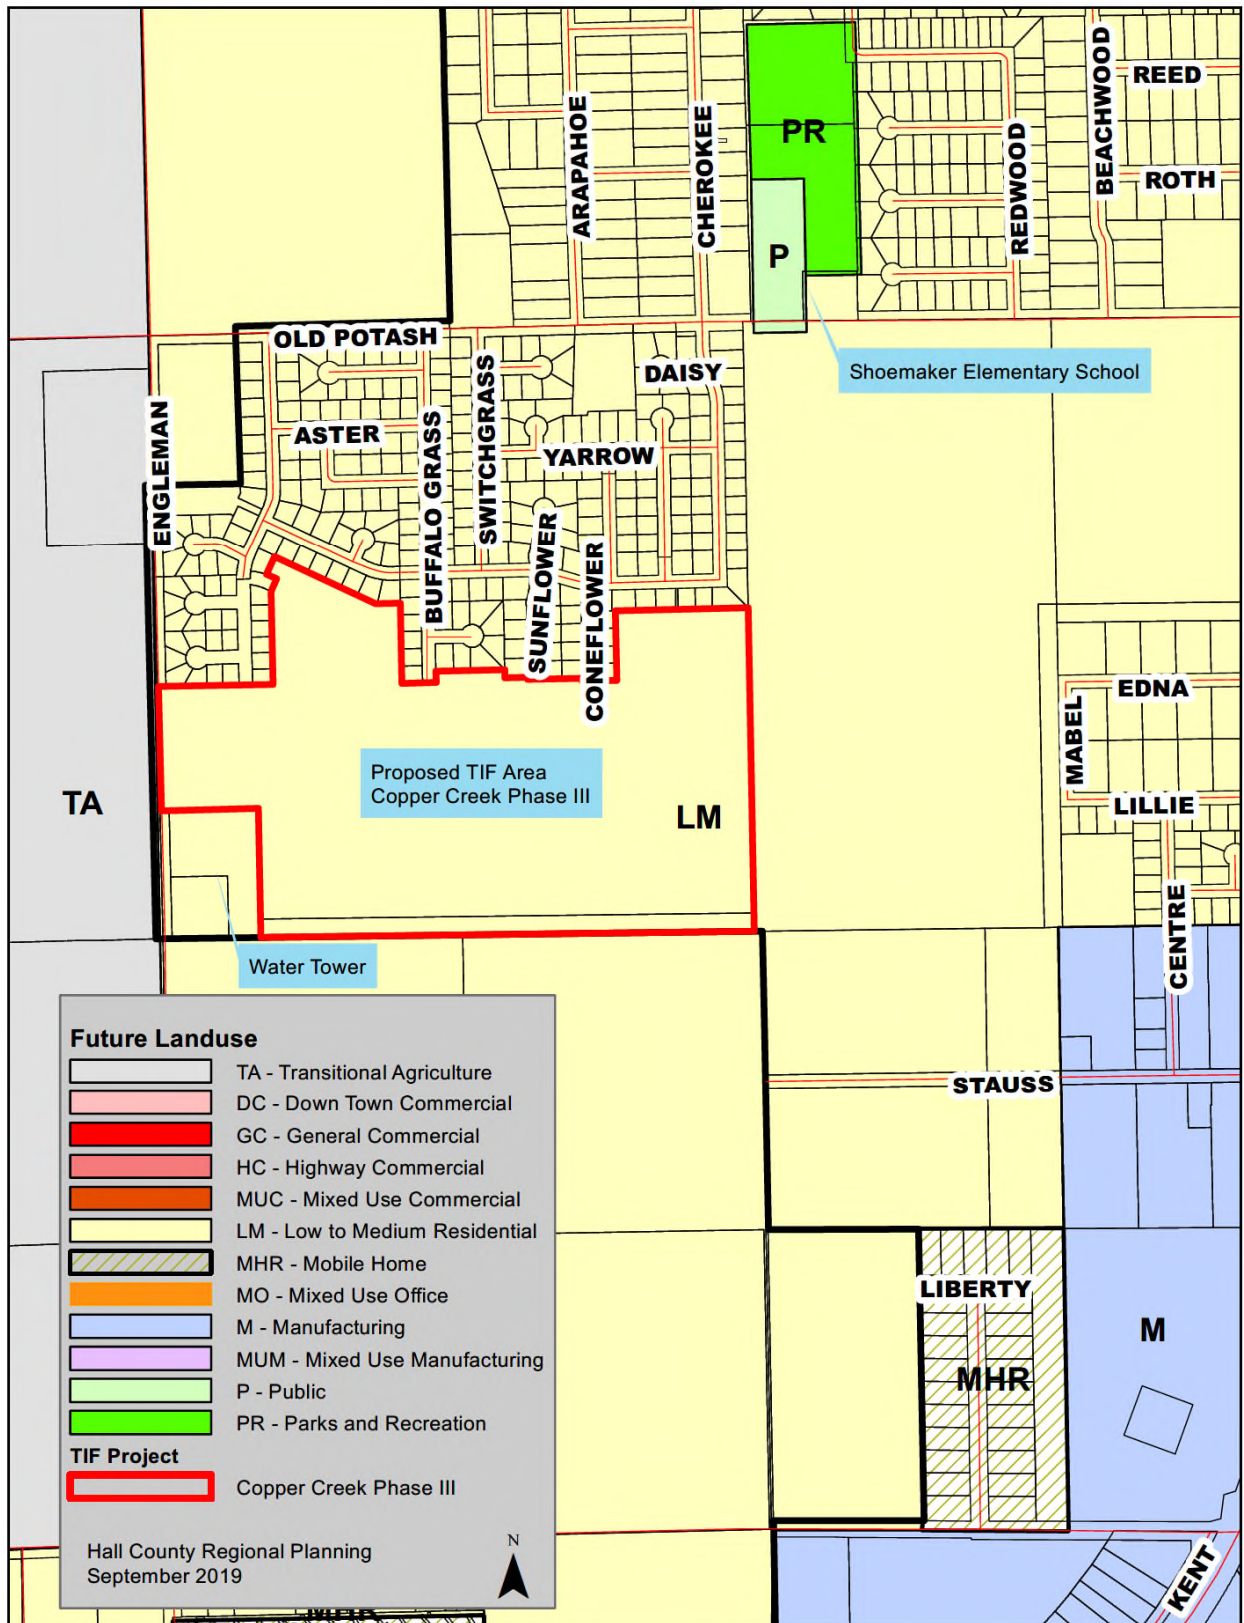 REED
BEACHWOOD
ARAPAHOE
CHEROKEE
PR
REDWOOD
ROTH
P
OLD POTASH
SWITCHGRASS
DAISY
Shoemaker Elementary School
ENGLEMAN
ASTER
BUFFALO GRASS
YARROW
SUNFLOWER
CONEFLOWER
EDNA
MABEL
Proposed TIF Area
Copper Creek Phase III
TA
LM
LILLIE
CENTRE
Water Tower
STAUSS
LIBERTY
M
MHR
KENT
Future Landuse
TA - Transitional Agriculture
DC - Down Town Commercial
GC - General Commercial
HC - Highway Commercial
MUC - Mixed Use Commercial
LM - Low to Medium Residential
MHR - Mobile Home
MO - Mixed Use Office
M - Manufacturing
MUM - Mixed Use Manufacturing
P - Public
PR - Parks and Recreation
TIF Project
Copper Creek Phase III
Hall County Regional Planning
September 2019
N
MHR